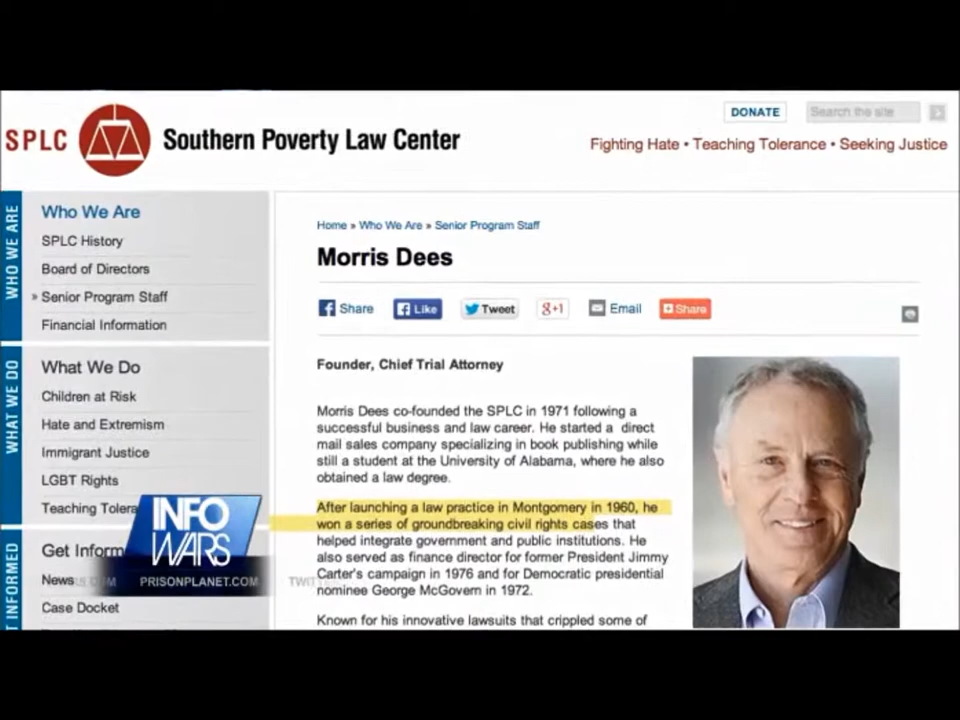 SPLC
Southern Poverty Law Center
DONATE
Search the site
Fighting Hate • Teaching Tolerance • Seeking Justice
WHO WE ARE
Who We Are
SPLC History
Board of Directors
» Senior Program Staff
Financial Information
WHAT WE DO
What We Do
Children at Risk
Hate and Extremism
Immigrant Justice
LGBT Rights
Teaching Tolera
INFORMED
Get Inform
News
Case Docket
Home » Who We Are » Senior Program Staff
Morris Dees
Share
Like
Tweet
g+1
Email
Share
Founder, Chief Trial Attorney
Morris Dees co-founded the SPLC in 1971 following a
successful business and law career. He started a direct
mail sales company specializing in book publishing while
still a student at the University of Alabama, where he also
obtained a law degree.
After launching a law practice in Montgomery in 1960, he
won a series of groundbreaking civil rights cases that
helped integrate government and public institutions. He
also served as finance director for former President Jimmy
Carter's campaign in 1976 and for Democratic presidential
nominee George McGovern in 1972.
Known for his innovative lawsuits that crippled some of
INFO
WARS
PRISONPLANET.COM